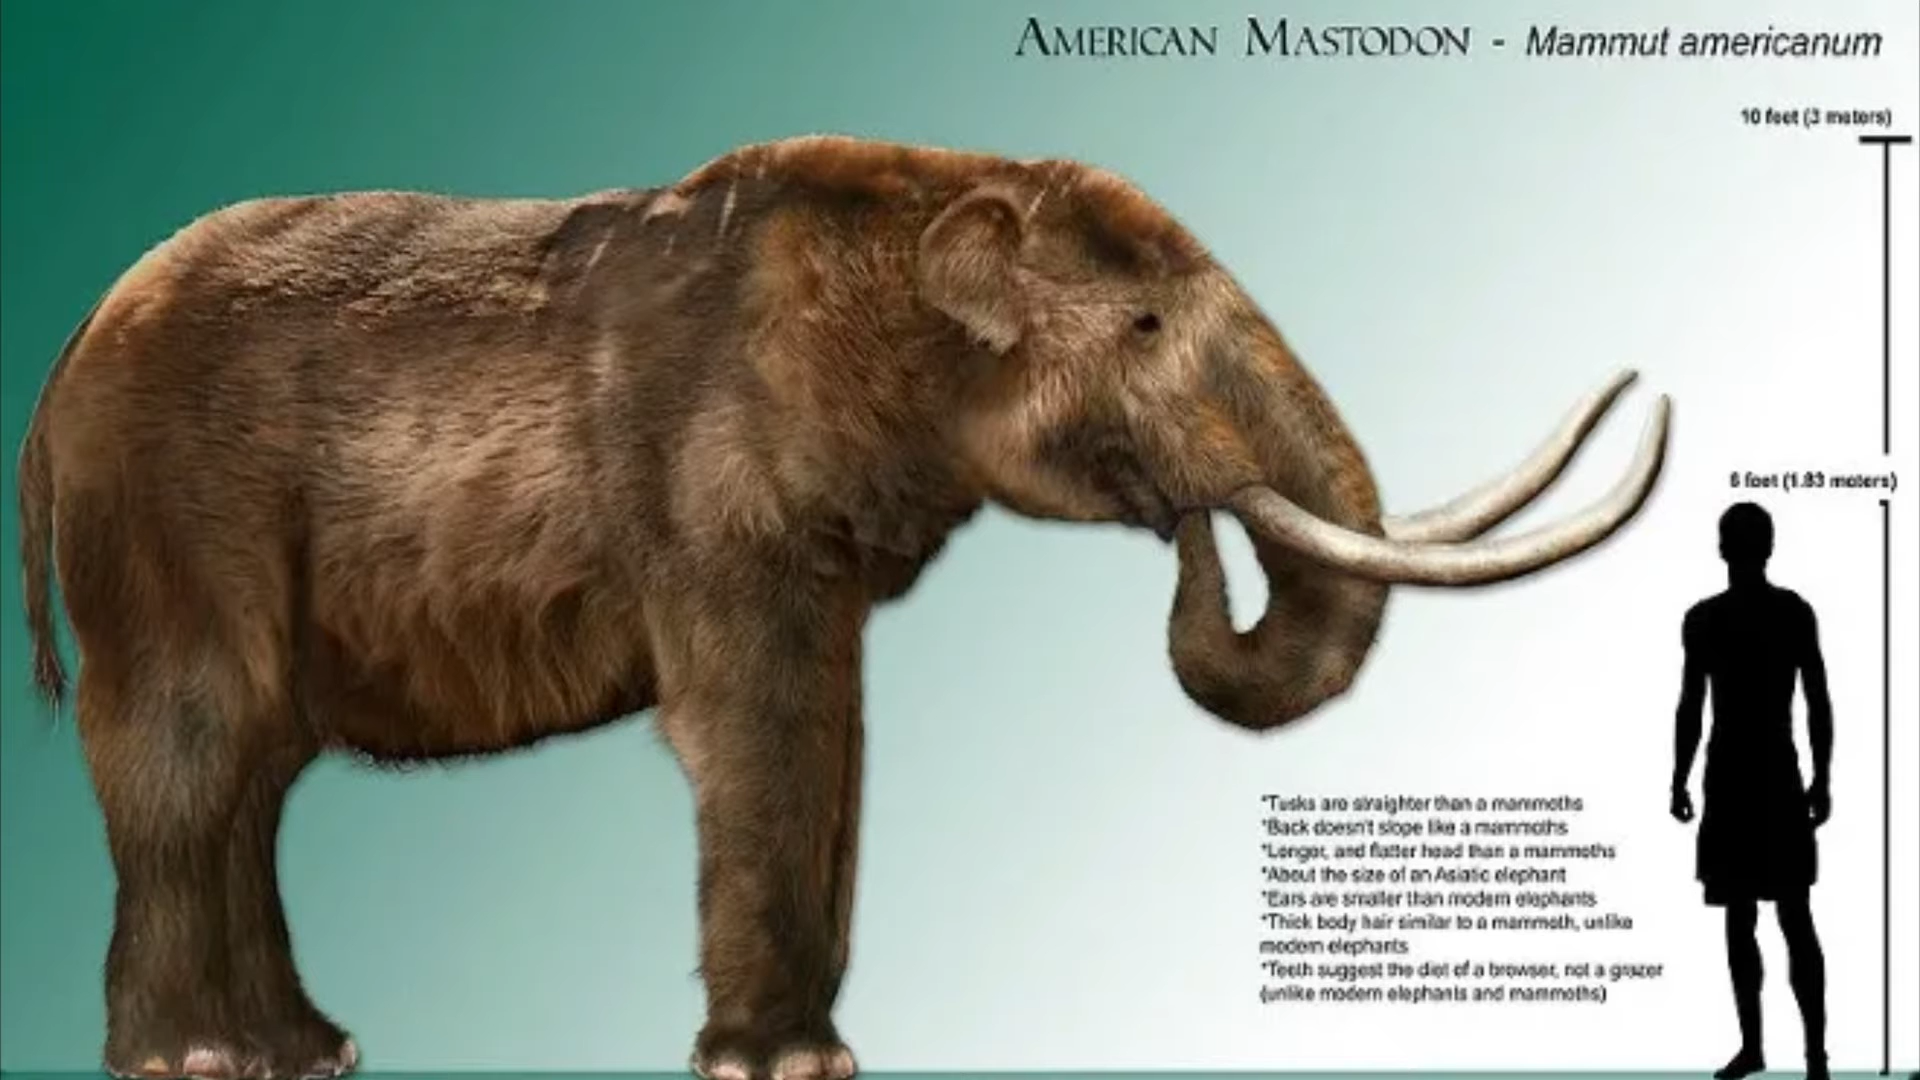 AMERICAN MASTODON - Mammut americanum
10 feet (3 meters)
6 feet (1.83 meters)
*Tusks are straighter than a mammoths
*Back doesn't slope like a mammoths
*Longer, and flatter head than a mammoths
*About the size of an Asiatic elephant
*Ears are smaller than modern elephants
*Thick body hair similar to a mammoth, unlike
modern elephants
*Teeth suggest the diet of a browser, not a grazer
(unlike modern elephants and mammoths)